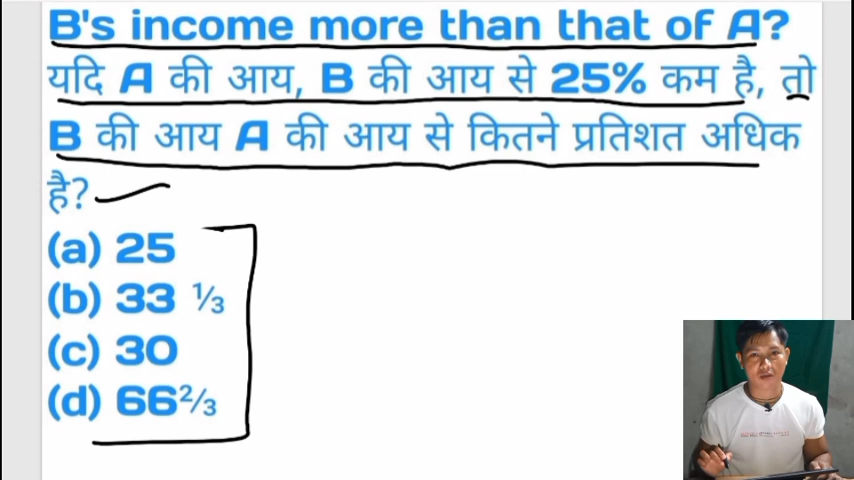 B's income more than that of A?
यदि A की आय, B की आय से 25% कम है, तो
B की आय A की आय से कितने प्रतिशत अधिक
है?
(a) 25
(b) 33 ⅓
(c) 30
(d) 66⅔